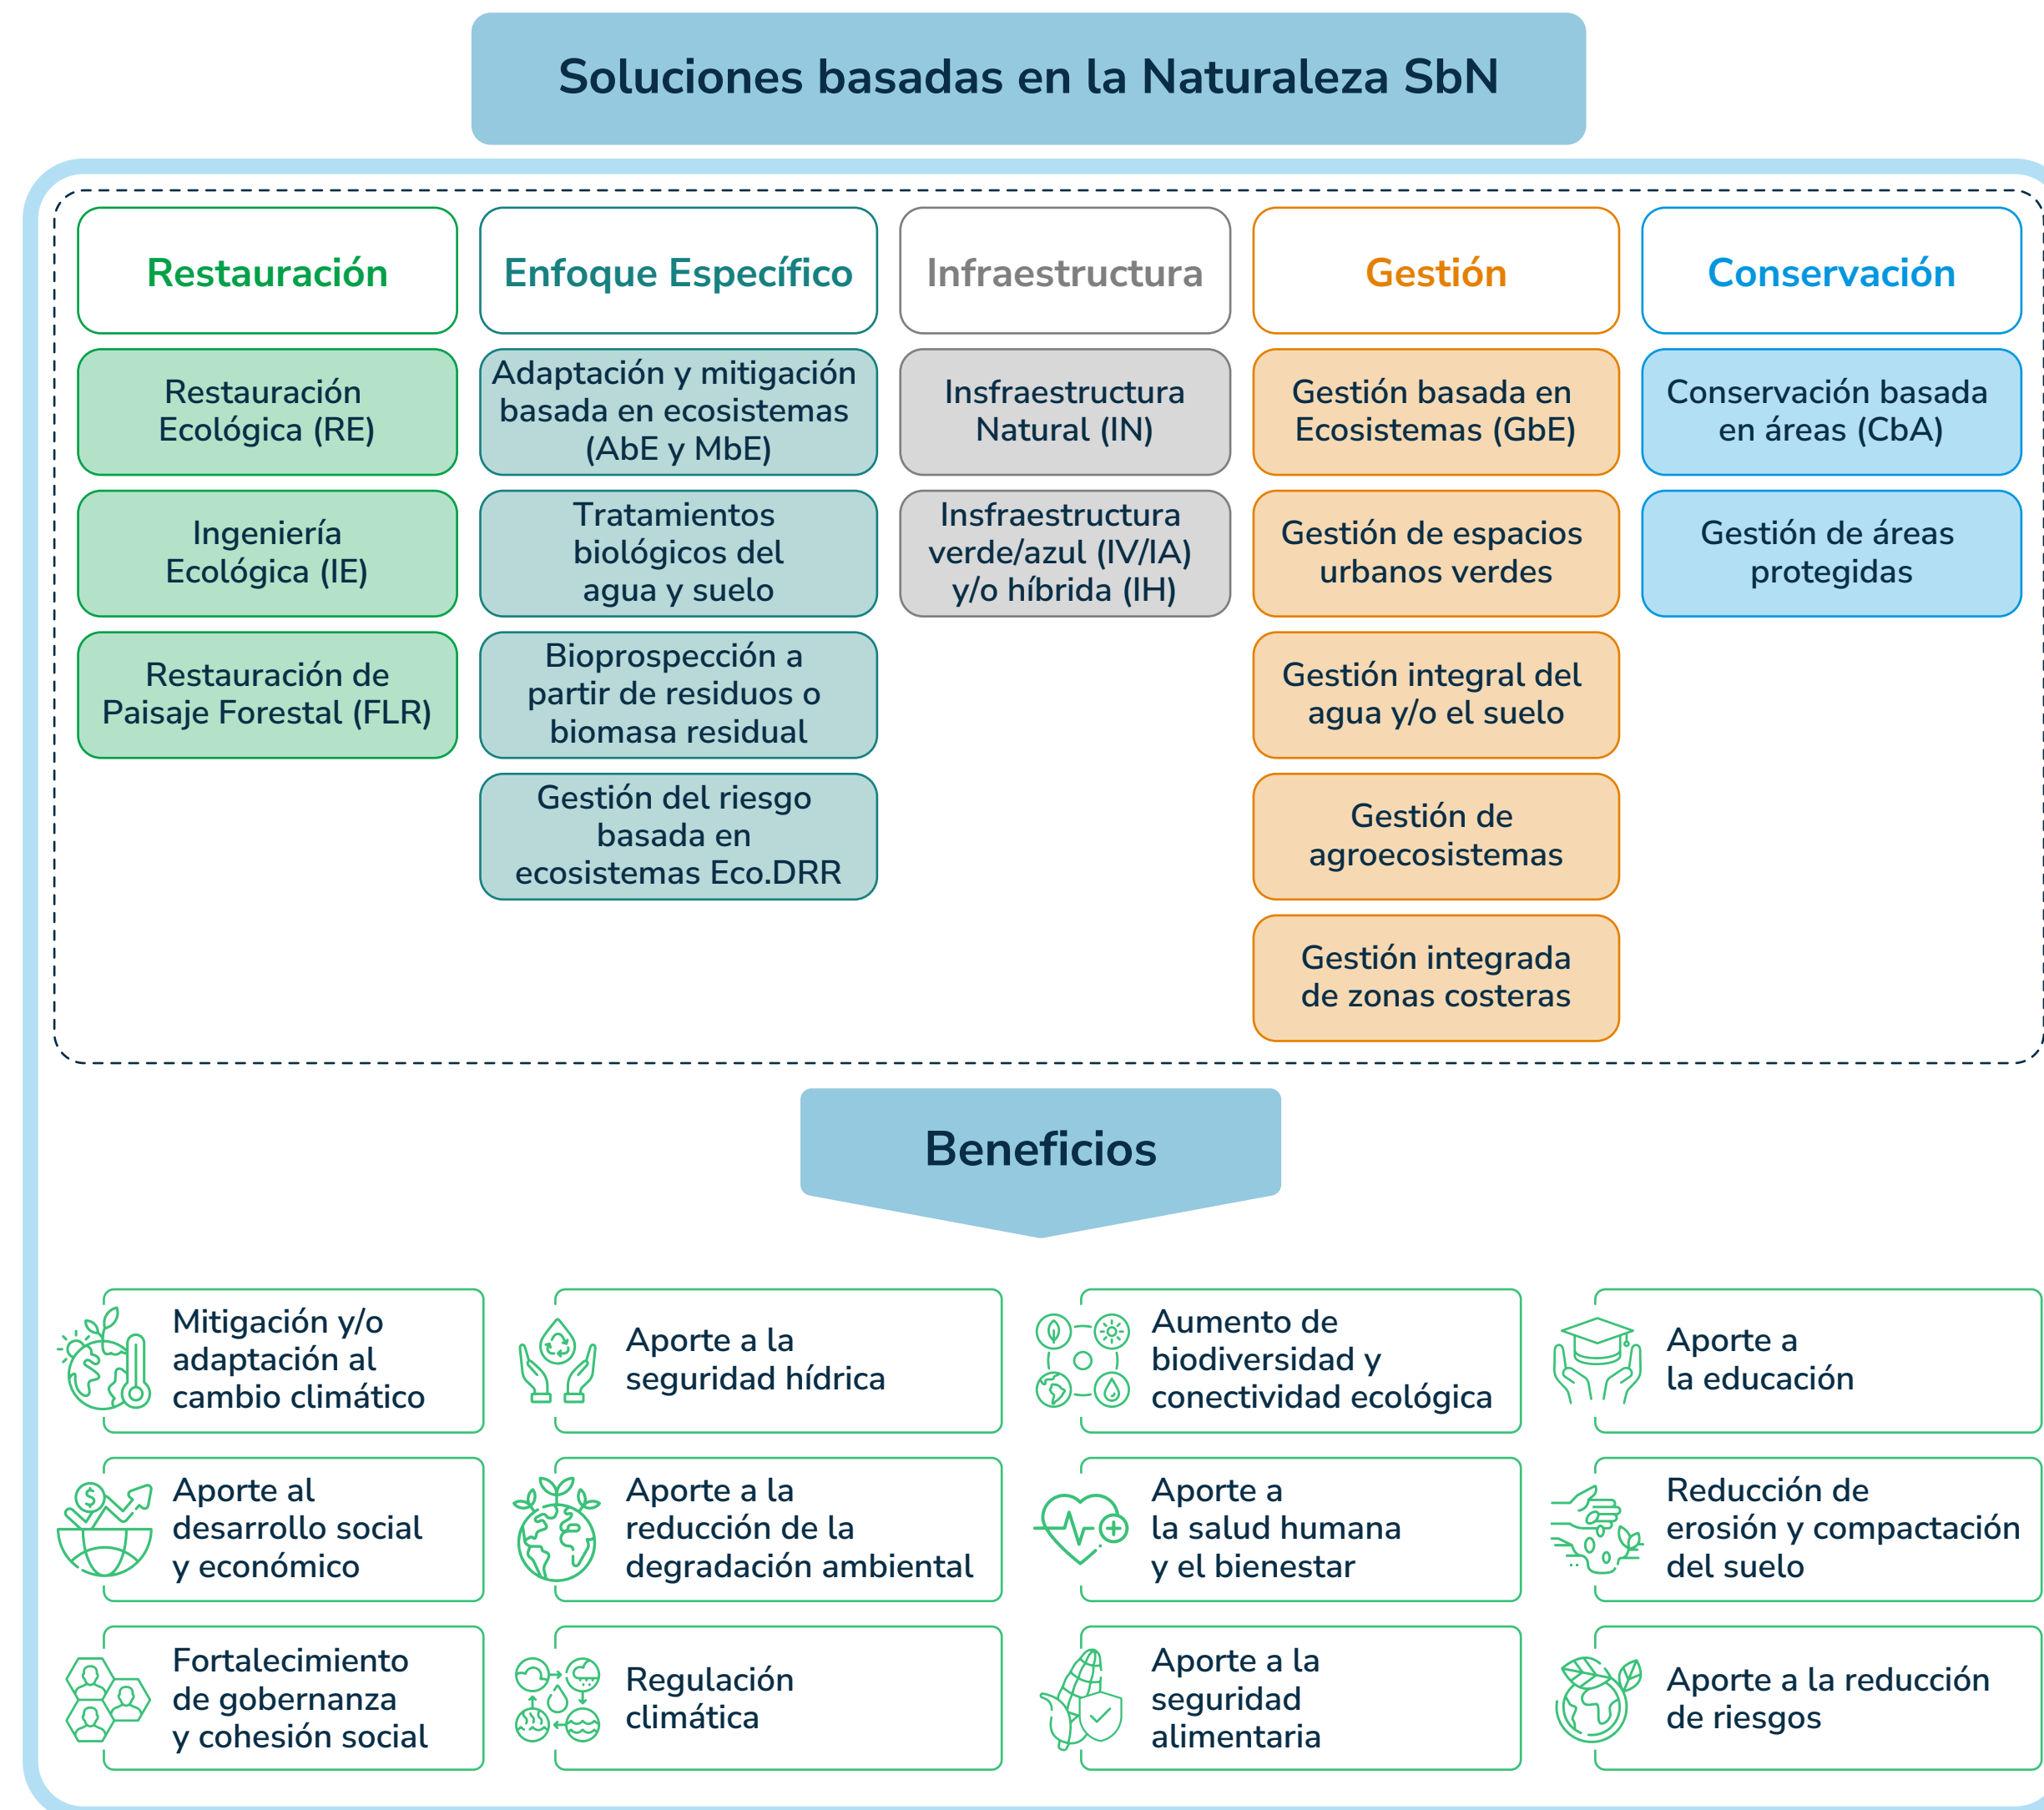 Soluciones basadas en la Naturaleza SbN
Restauración
Restauración
Ecológica (RE)
Ingeniería
Ecológica (IE)
Restauración de
Paisaje Forestal (FLR)
Enfoque Específico
Adaptación y mitigación
basada en ecosistemas
(AbE y MbE)
Tratamientos
biológicos del
agua y suelo
Bioprospección a
partir de residuos o
biomasa residual
Gestión del riesgo
basada en
ecosistemas Eco.DRR
Infraestructura
Insfraestructura
Natural (IN)
Insfraestructura
verde/azul (IV/IA)
y/o híbrida (IH)
Gestión
Gestión basada en
Ecosistemas (GbE)
Gestión de espacios
urbanos verdes
Gestión integral del
agua y/o el suelo
Gestión de
agroecosistemas
Gestión integrada
de zonas costeras
Conservación
Conservación basada
en áreas (CbA)
Gestión de áreas
protegidas
Beneficios
Mitigación y/o
adaptación al
cambio climático
Aporte a la
seguridad hídrica
Aumento de
biodiversidad y
conectividad ecológica
Aporte a
la educación
Aporte al
desarrollo social
y económico
Aporte a la
reducción de la
degradación ambiental
Aporte a
la salud humana
y el bienestar
Reducción de
erosión y compactación
del suelo
Fortalecimiento
de gobernanza
y cohesión social
Regulación
climática
Aporte a la
seguridad
alimentaria
Aporte a la reducción
de riesgos